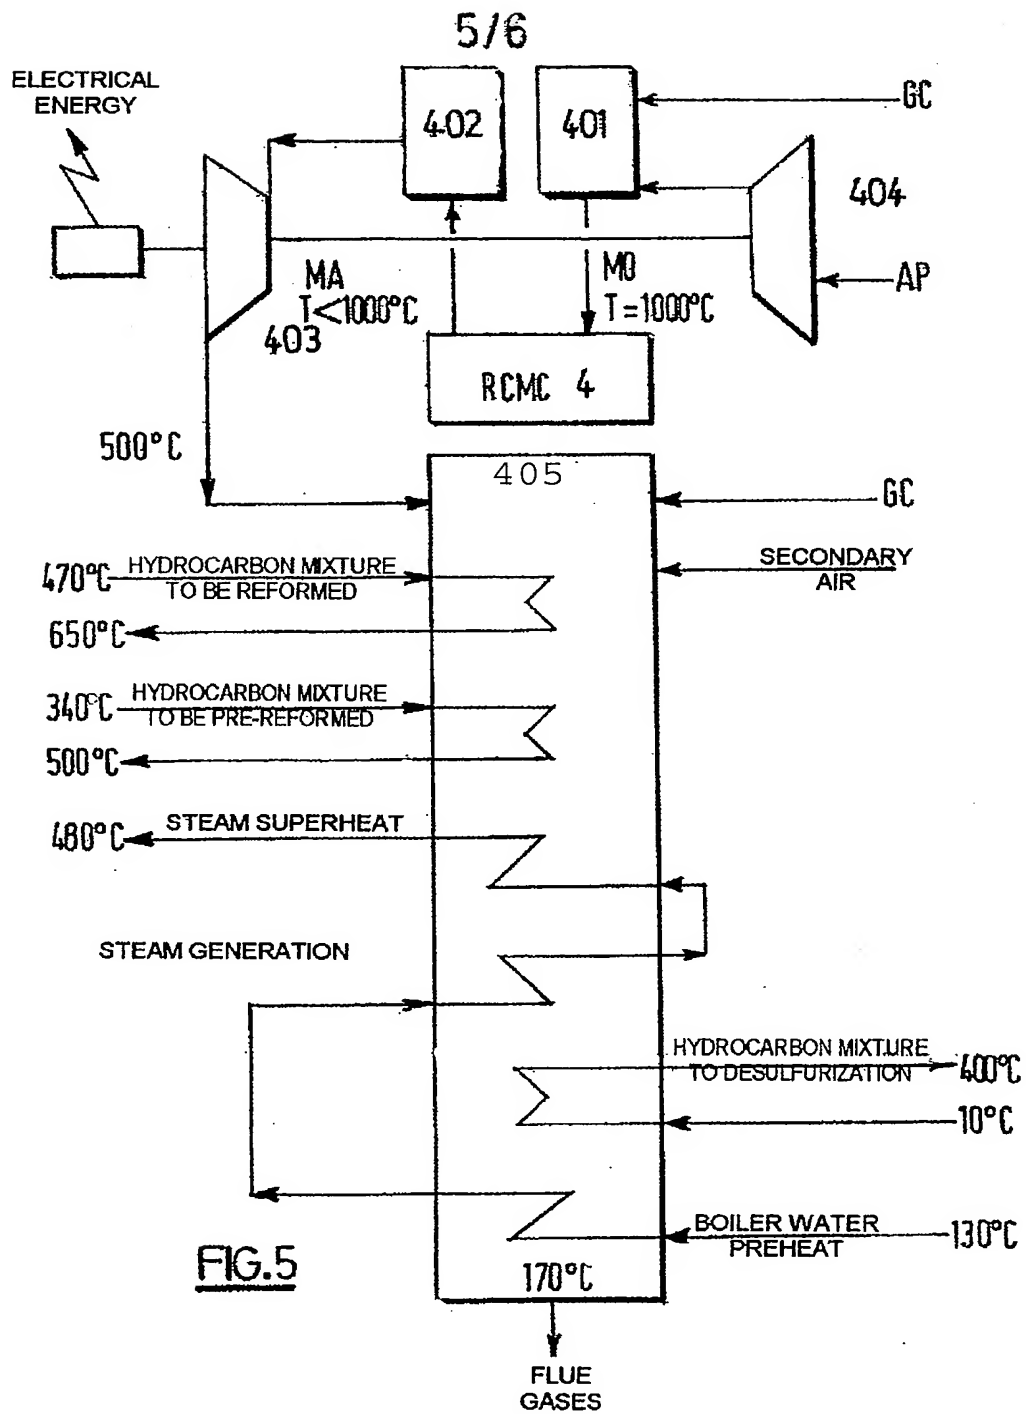 5/6
ELECTRICAL
ENERGY
402
401
GC
404
AP
MA
T<1000°C
403
MO
T=1000°C
RCMC 4
500°C
405
GC
SECONDARY
AIR
470°C HYDROCARBON MIXTURE
TO BE REFORMED
650°C
340°C HYDROCARBON MIXTURE
TO BE PRE-REFORMED
500°C
480°C STEAM SUPERHEAT
STEAM GENERATION
HYDROCARBON MIXTURE
TO DESULFURIZATION 400°C
10°C
BOILER WATER
PREHEAT 130°C
FIG.5
170°C
FLUE
GASES